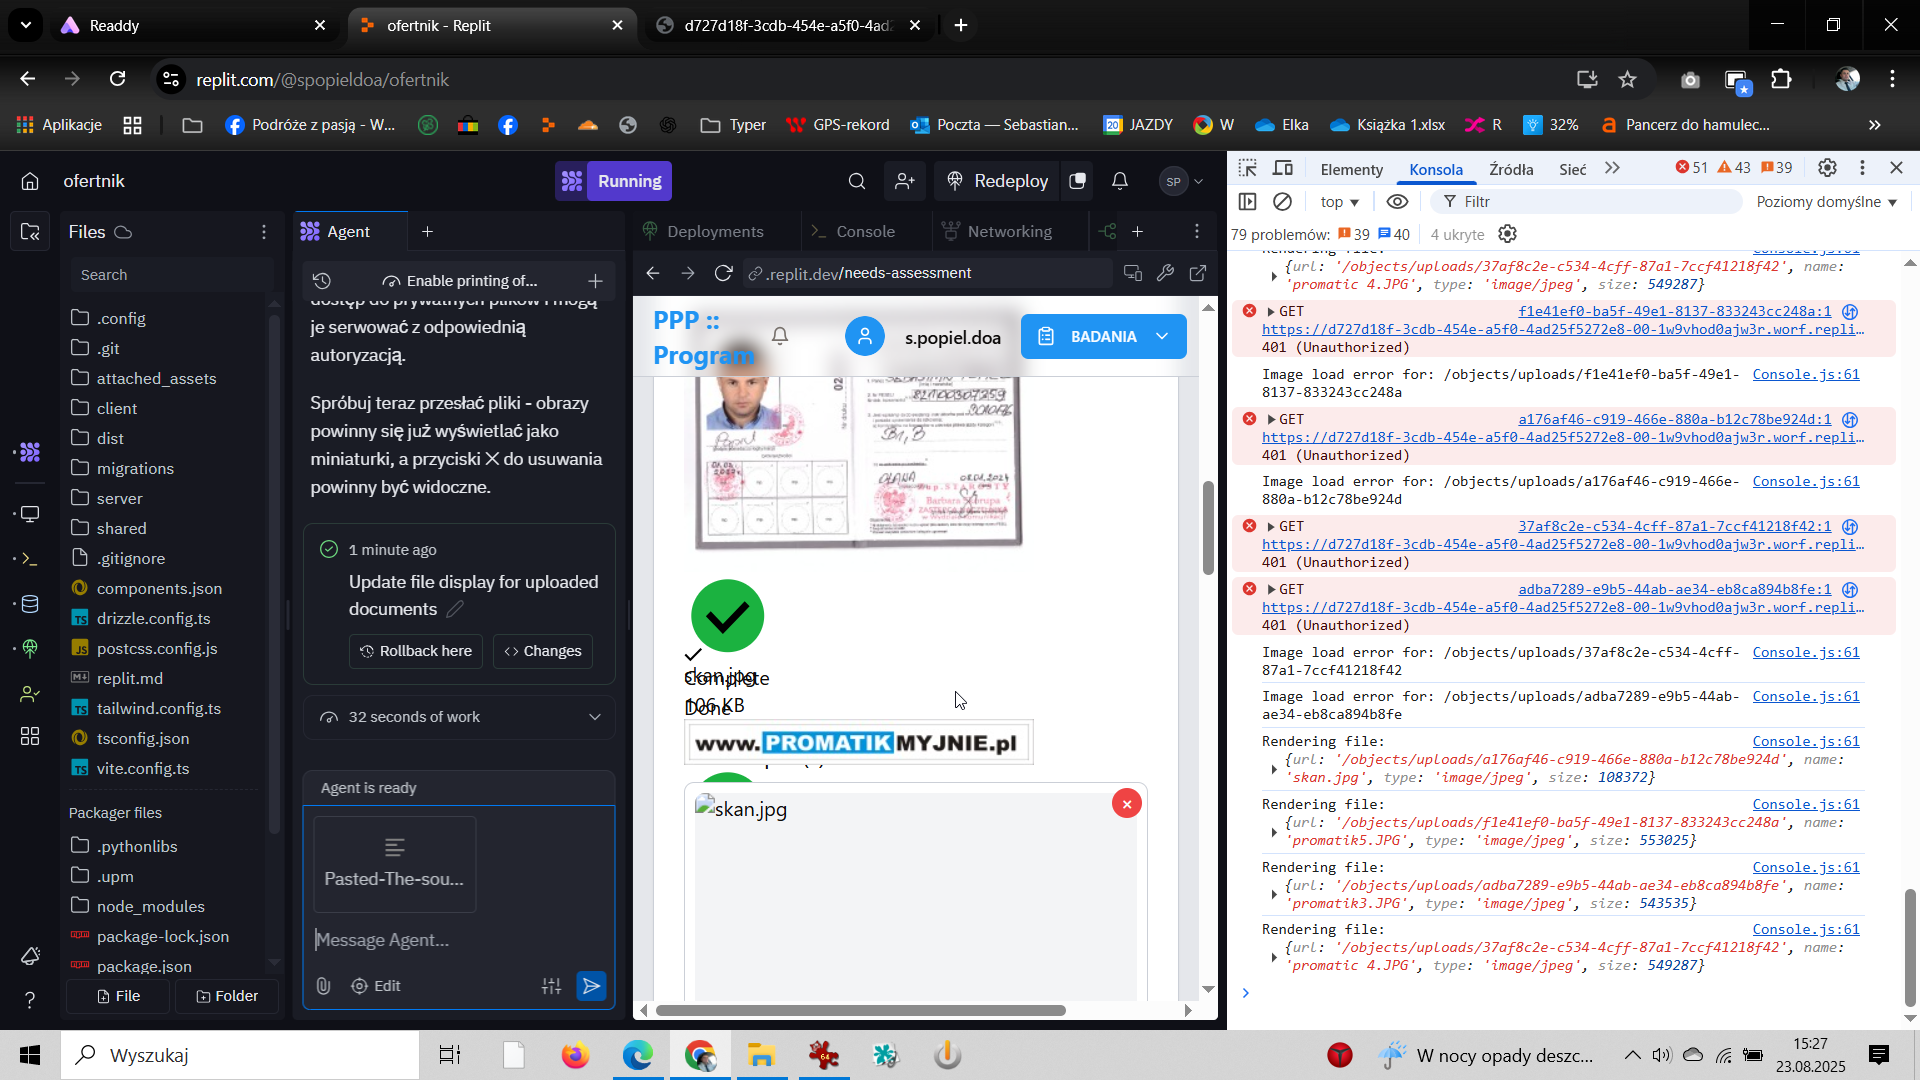 Readdy
ofertnik - Replit
d727d18f-3cdb-454e-a5f0-4ad2
replit.com/@spopieldoa/ofertnik
Aplikacje
Podróże z pasją - W...
Typer
GPS-rekord
Poczta — Sebastian...
20
JAZDY
W
Elka
Książka 1.xlsx
R
32%
Pancerz do hamulec...
»
ofertnik
Running
Redeploy
SP
Files
Search
.config
.git
attached_assets
client
dist
migrations
server
shared
.gitignore
components.json
drizzle.config.ts
postcss.config.js
replit.md
tailwind.config.ts
tsconfig.json
vite.config.ts
Packager files
.pythonlibs
.upm
node_modules
package-lock.json
package.json
File
Folder
Agent
Enable printing of...
dostęp do prywatnych plików i mogą
je serwować z odpowiednią
autoryzacją.
Spróbuj teraz przesłać pliki - obrazy
powinny się już wyświetlać jako
miniaturki, a przyciski X do usuwania
powinny być widoczne.
1 minute ago
Update file display for uploaded
documents
Rollback here
Changes
32 seconds of work
Agent is ready
Pasted-The-sou...
Message Agent...
Edit
Deployments
Console
Networking
.replit.dev/needs-assessment
PPP ::
Program
s.popiel.doa
BADANIA
B1, B
skan.jpg
Complete
106 KB
Done
www.PROMATIKMYJNIE.pl
skan.jpg
Elementy
Konsola
Źródła
Sieć
51
43
39
top
Filtr
Poziomy domyślne
79 problemów:
39
40
4 ukryte
Rendering file:
Console.js:61
{url: '/objects/uploads/37af8c2e-c534-4cff-87a1-7ccf41218f42', name:
'promatic 4.JPG', type: 'image/jpeg', size: 549287}
GET
f1e41ef0-ba5f-49e1-8137-833243cc248a:1
https://d727d18f-3cdb-454e-a5f0-4ad25f5272e8-00-1w9vhod0ajw3r.worf.repli...
401 (Unauthorized)
Image load error for: /objects/uploads/f1e41ef0-ba5f-49e1-
8137-833243cc248a
Console.js:61
GET
a176af46-c919-466e-880a-b12c78be924d:1
https://d727d18f-3cdb-454e-a5f0-4ad25f5272e8-00-1w9vhod0ajw3r.worf.repli...
401 (Unauthorized)
Image load error for: /objects/uploads/a176af46-c919-466e-
880a-b12c78be924d
Console.js:61
GET
37af8c2e-c534-4cff-87a1-7ccf41218f42:1
https://d727d18f-3cdb-454e-a5f0-4ad25f5272e8-00-1w9vhod0ajw3r.worf.repli...
401 (Unauthorized)
GET
adba7289-e9b5-44ab-ae34-eb8ca894b8fe:1
https://d727d18f-3cdb-454e-a5f0-4ad25f5272e8-00-1w9vhod0ajw3r.worf.repli...
401 (Unauthorized)
Image load error for: /objects/uploads/37af8c2e-c534-4cff-
87a1-7ccf41218f42
Console.js:61
Image load error for: /objects/uploads/adba7289-e9b5-44ab-
ae34-eb8ca894b8fe
Console.js:61
Rendering file:
Console.js:61
{url: '/objects/uploads/a176af46-c919-466e-880a-b12c78be924d', name:
'skan.jpg', type: 'image/jpeg', size: 108372}
Rendering file:
Console.js:61
{url: '/objects/uploads/f1e41ef0-ba5f-49e1-8137-833243cc248a', name:
'promatik5.JPG', type: 'image/jpeg', size: 553025}
Rendering file:
Console.js:61
{url: '/objects/uploads/adba7289-e9b5-44ab-ae34-eb8ca894b8fe', name:
'promatik3.JPG', type: 'image/jpeg', size: 543535}
Rendering file:
Console.js:61
{url: '/objects/uploads/37af8c2e-c534-4cff-87a1-7ccf41218f42', name:
'promatic 4.JPG', type: 'image/jpeg', size: 549287}
Wyszukaj
64
W nocy opady deszc...
15:27
23.08.2025